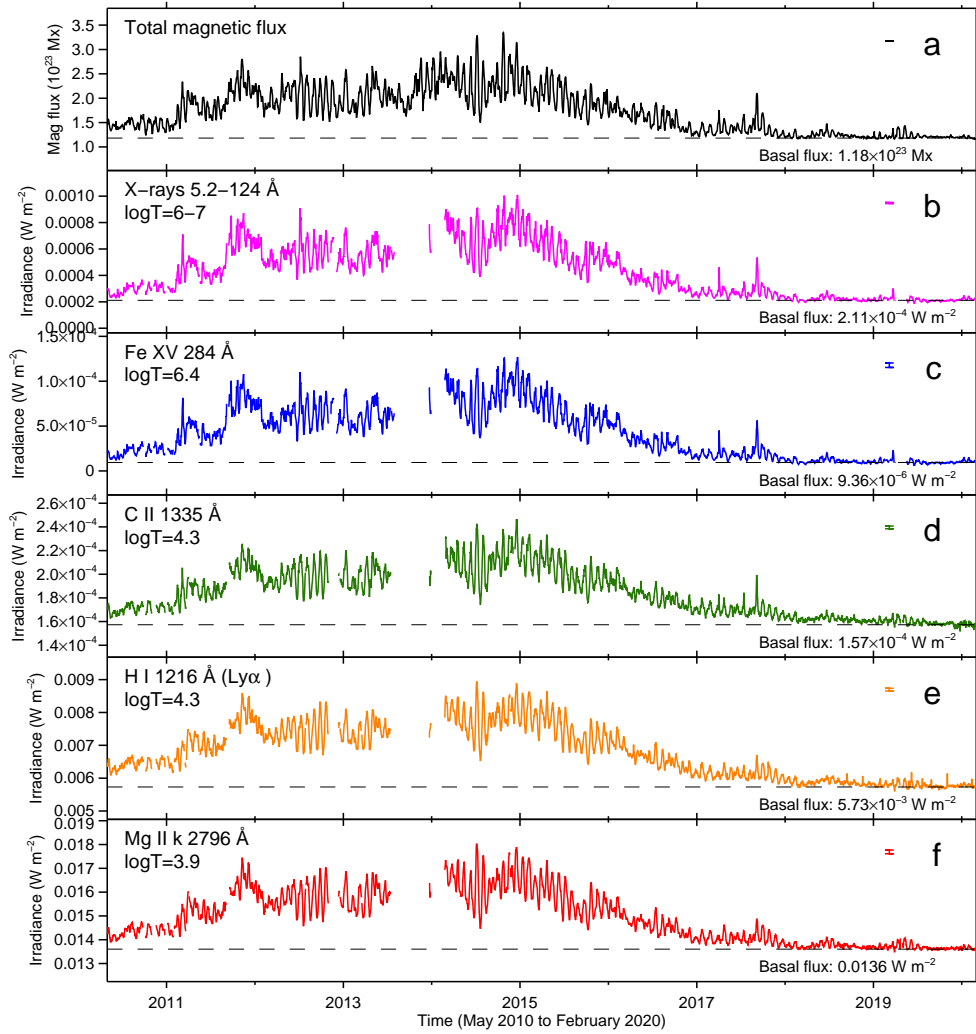 Total magnetic flux
a
Mag flux (10²³ Mx)
3.5
3.0
2.5
2.0
1.5
1.0
Basal flux: 1.18×10²³ Mx
X−rays 5.2−124 Å
logT=6−7
b
Irradiance (W m⁻²)
0.0010
0.0008
0.0006
0.0004
0.0002
0.0000
Basal flux: 2.11×10⁻⁴ W m⁻²
Fe XV 284 Å
logT=6.4
c
Irradiance (W m⁻²)
1.5×10⁻⁴
1.0×10⁻⁴
5.0×10⁻⁵
0
Basal flux: 9.36×10⁻⁶ W m⁻²
C II 1335 Å
logT=4.3
d
Irradiance (W m⁻²)
2.6×10⁻⁴
2.4×10⁻⁴
2.2×10⁻⁴
2.0×10⁻⁴
1.8×10⁻⁴
1.6×10⁻⁴
1.4×10⁻⁴
Basal flux: 1.57×10⁻⁴ W m⁻²
H I 1216 Å (Lyα )
logT=4.3
e
Irradiance (W m⁻²)
0.009
0.008
0.007
0.006
0.005
Basal flux: 5.73×10⁻³ W m⁻²
Mg II k 2796 Å
logT=3.9
f
Irradiance (W m⁻²)
0.019
0.018
0.017
0.016
0.015
0.014
0.013
Basal flux: 0.0136 W m⁻²
2011 2013 2015 2017 2019
Time (May 2010 to February 2020)